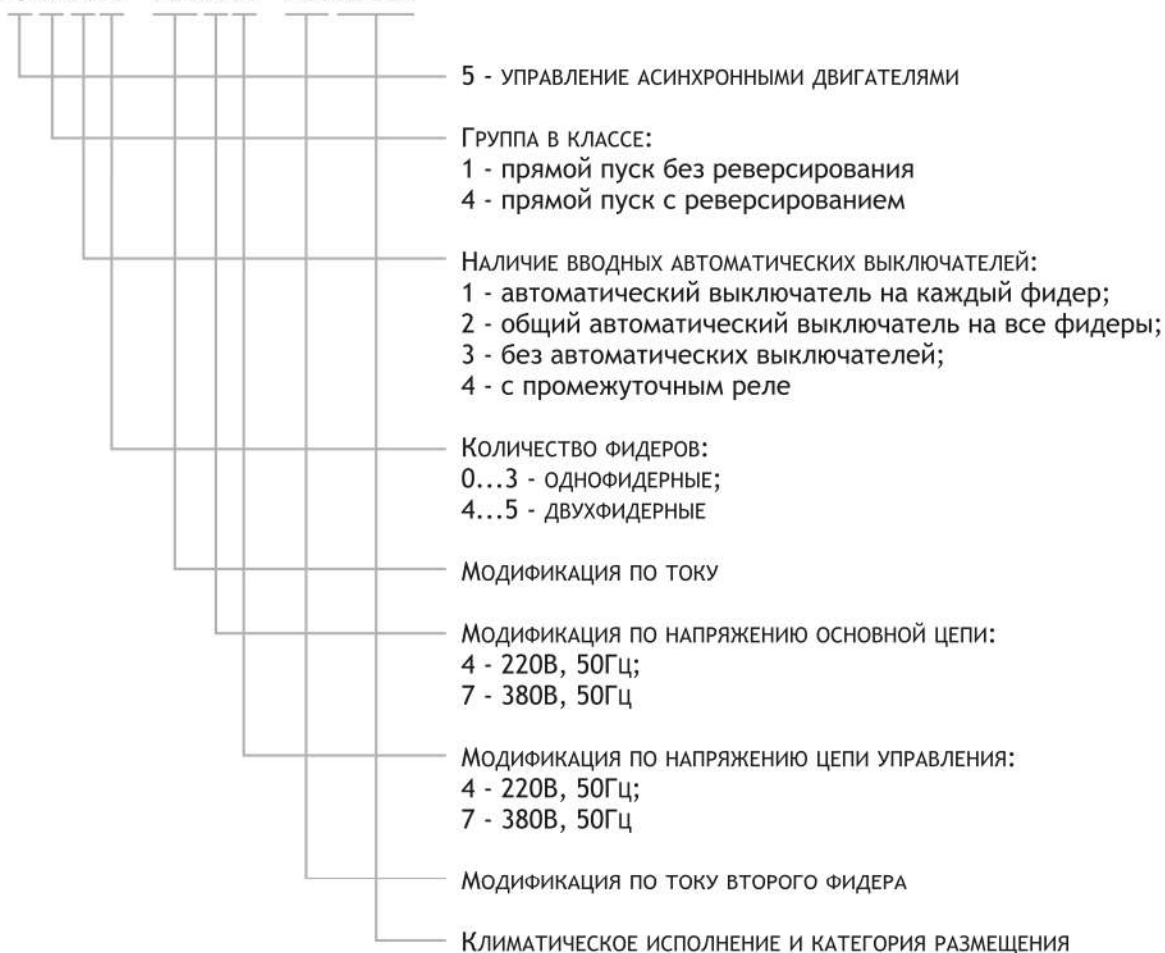 5 - управление асинхронными двигателями
Группа в классе:
1 - прямой пуск без реверсирования
4 - прямой пуск с реверсированием
Наличие вводных автоматических выключателей:
1 - автоматический выключатель на каждый фидер;
2 - общий автоматический выключатель на все фидеры;
3 - без автоматических выключателей;
4 - с промежуточным реле
Количество фидеров:
0...3 - однофидерные;
4...5 - двухфидерные
Модификация по току
Модификация по напряжению основной цепи:
4 - 220В, 50Гц;
7 - 380В, 50Гц
Модификация по напряжению цепи управления:
4 - 220В, 50Гц;
7 - 380В, 50Гц
Модификация по току второго фидера
Климатическое исполнение и категория размещения